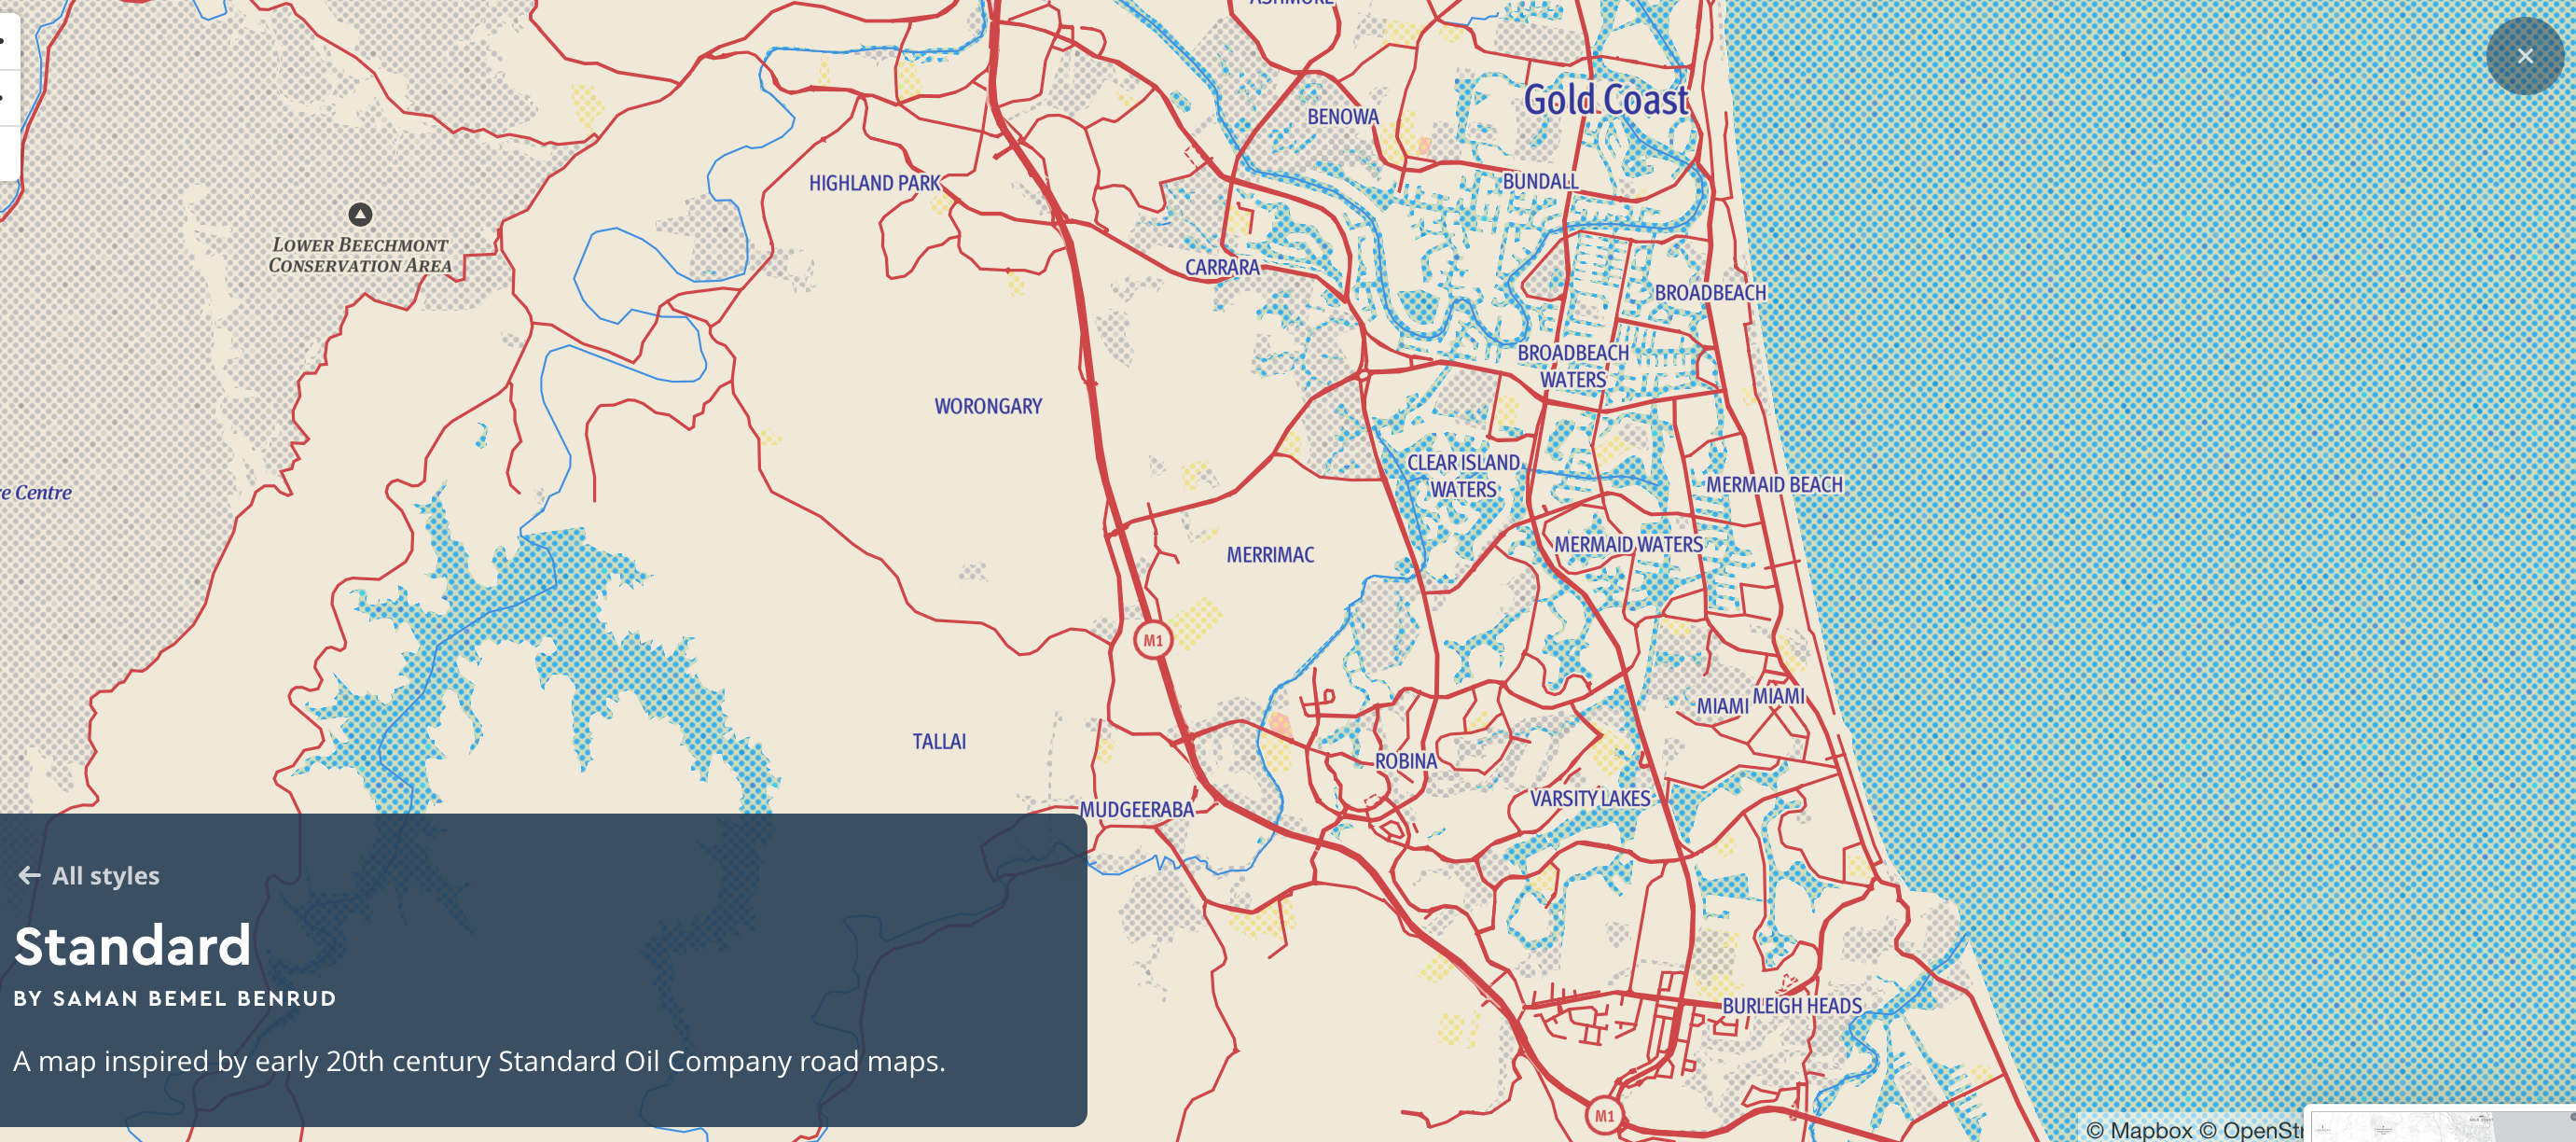 ASHMORE
Gold Coast
BENOWA
HIGHLAND PARK
BUNDALL
LOWER BEECHMONT
CONSERVATION AREA
CARRARA
BROADBEACH
BROADBEACH
WATERS
WORONGARY
CLEAR ISLAND
WATERS
MERMAID BEACH
e Centre
MERMAID WATERS
MERRIMAC
M1
MIAMI
MIAMI
TALLAI
ROBINA
VARSITY LAKES
MUDGEERABA
← All styles
Standard
BY SAMAN BEMEL BENRUD
A map inspired by early 20th century Standard Oil Company road maps.
BURLEIGH HEADS
M1
© Mapbox © OpenStr